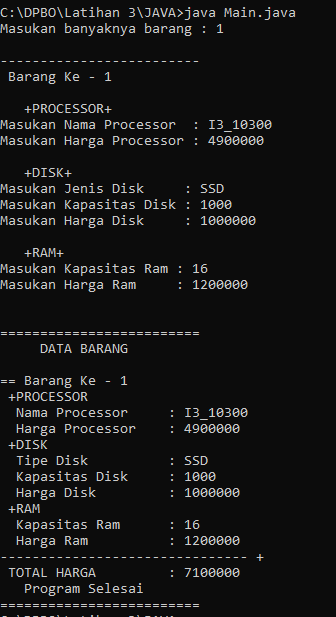 C:\DPBO\Latihan 3\JAVA>java Main.java
Masukan banyaknya barang : 1
-------------------------
Barang Ke - 1
+PROCESSOR+
Masukan Nama Processor  : I3_10300
Masukan Harga Processor : 4900000
+DISK+
Masukan Jenis Disk     : SSD
Masukan Kapasitas Disk : 1000
Masukan Harga Disk     : 1000000
+RAM+
Masukan Kapasitas Ram : 16
Masukan Harga Ram     : 1200000
=========================
DATA BARANG
== Barang Ke - 1
+PROCESSOR
Nama Processor     : I3_10300
Harga Processor    : 4900000
+DISK
Tipe Disk          : SSD
Kapasitas Disk     : 1000
Harga Disk         : 1000000
+RAM
Kapasitas Ram      : 16
Harga Ram          : 1200000
------------------------------- +
TOTAL HARGA         : 7100000
Program Selesai
=========================